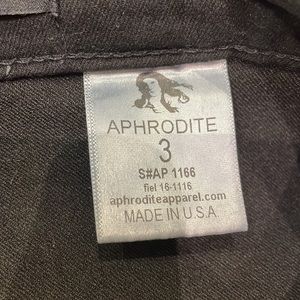 APHRODITE
3
S#AP 1166
fiel 16-1116
aphroditeapparel.com
MADE IN U.S.A